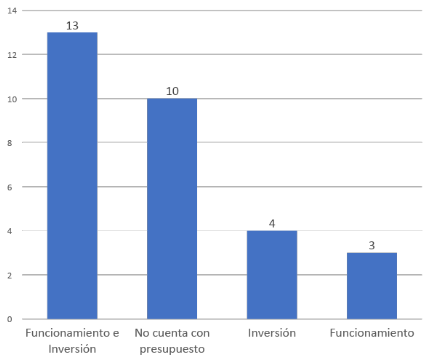 14
12
10
8
6
4
2
0
13
10
4
3
Funcionamiento e
Inversión
No cuenta con
presupuesto
Inversión
Funcionamiento